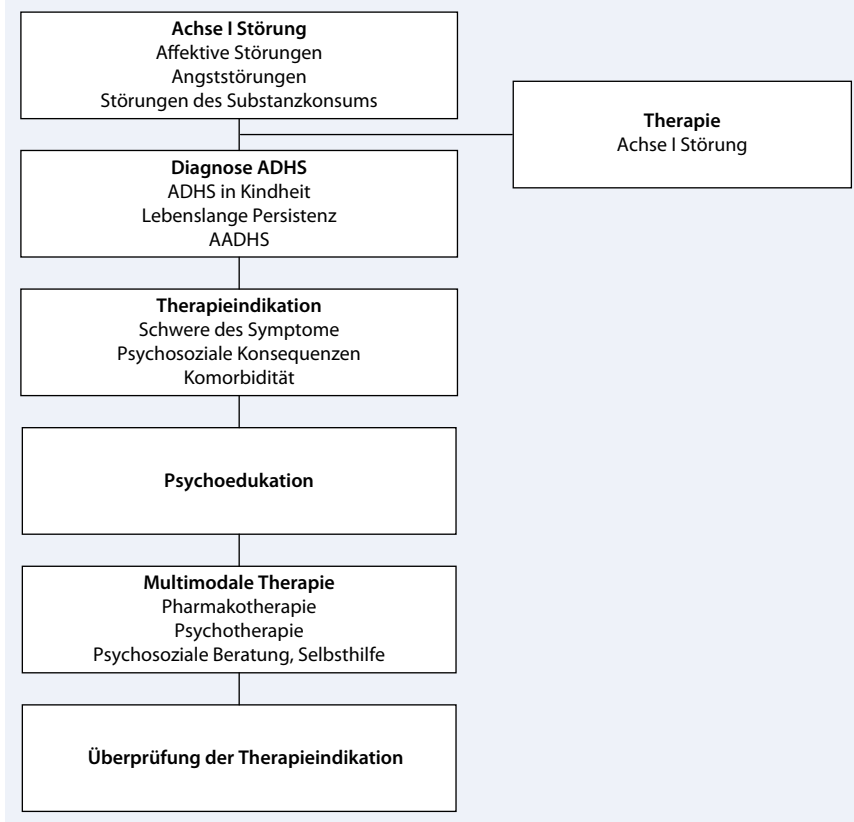 Achse I Störung
Affektive Störungen
Angststörungen
Störungen des Substanzkonsums
Therapie
Achse I Störung
Diagnose ADHS
ADHS in Kindheit
Lebenslange Persistenz
AADHS
Therapieindikation
Schwere des Symptome
Psychosoziale Konsequenzen
Komorbidität
Psychoedukation
Multimodale Therapie
Pharmakotherapie
Psychotherapie
Psychosoziale Beratung, Selbsthilfe
Überprüfung der Therapieindikation